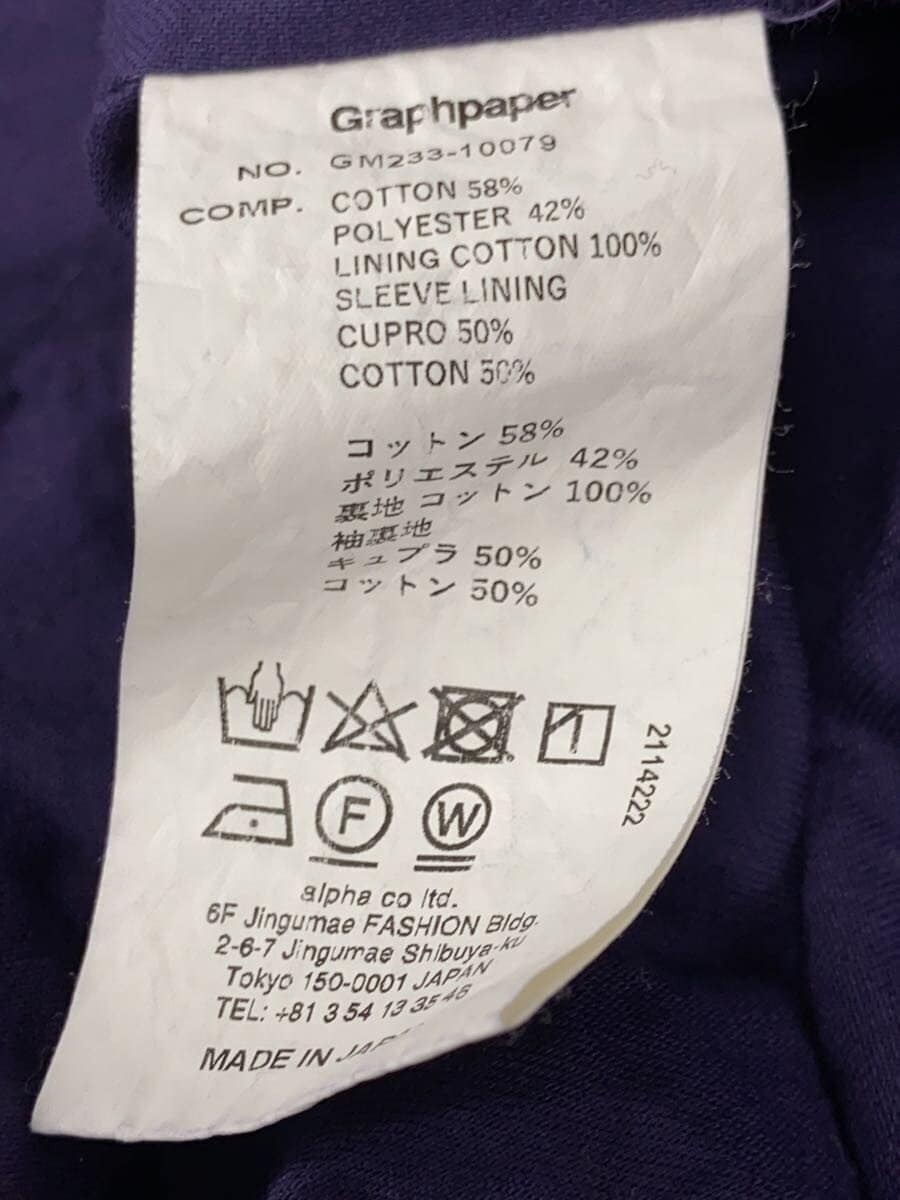 Graphpaper
NO. GM233-10079
COMP. COTTON 58%
POLYESTER 42%
LINING COTTON 100%
SLEEVE LINING
CUPRO 50%
COTTON 50%
コットン 58%
ポリエステル 42%
裏地 コットン 100%
袖裏地
キュプラ 50%
コットン 50%
2114222
F
W
alpha co ltd.
6F Jingumae FASHION Bldg.
2-6-7 Jingumae Shibuya-ku
Tokyo 150-0001 JAPAN
TEL: +81 3 54 13 35 46
MADE IN JAPAN